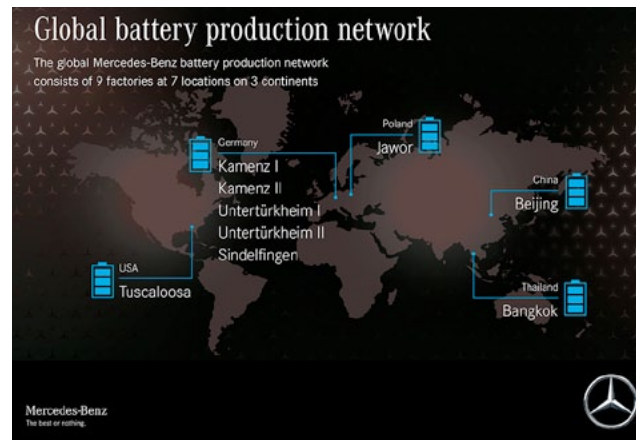 Global battery production network
The global Mercedes-Benz battery production network
consists of 9 factories at 7 locations on 3 continents
Germany
Kamenz I
Kamenz II
Untertürkheim I
Untertürkheim II
Sindelfingen
Poland
Jawor
China
Beijing
USA
Tuscaloosa
Thailand
Bangkok
Mercedes-Benz
The best or nothing.